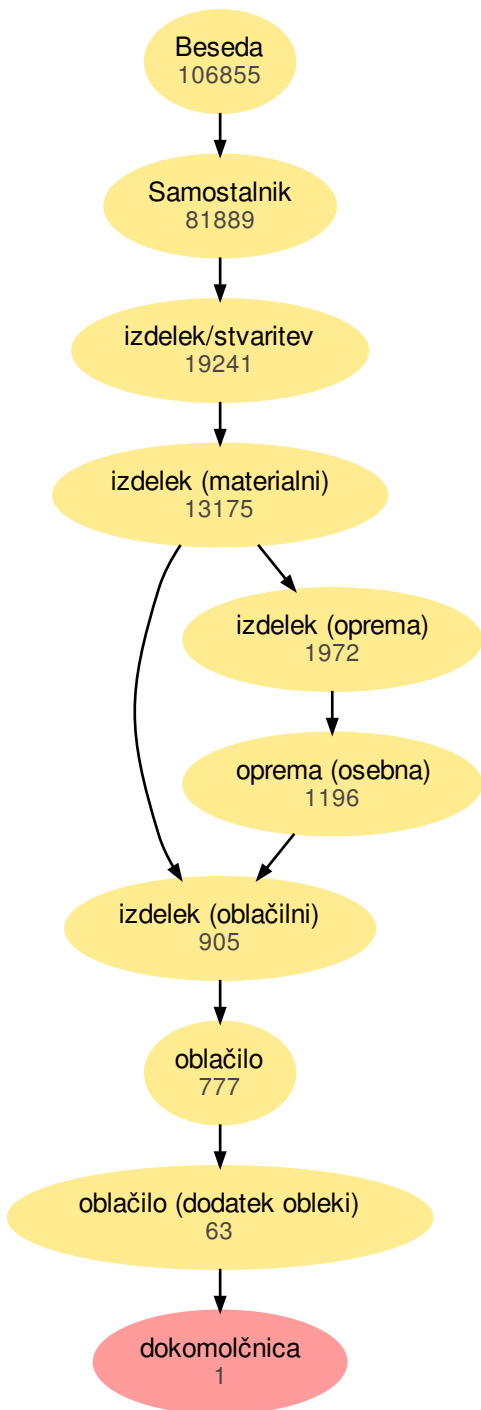 Beseda
106855
Samostalnik
81889
izdelek/stvaritev
19241
izdelek (materialni)
13175
izdelek (oprema)
1972
oprema (osebna)
1196
izdelek (oblačilni)
905
oblačilo
777
oblačilo (dodatek obleki)
63
dokomolčnica
1